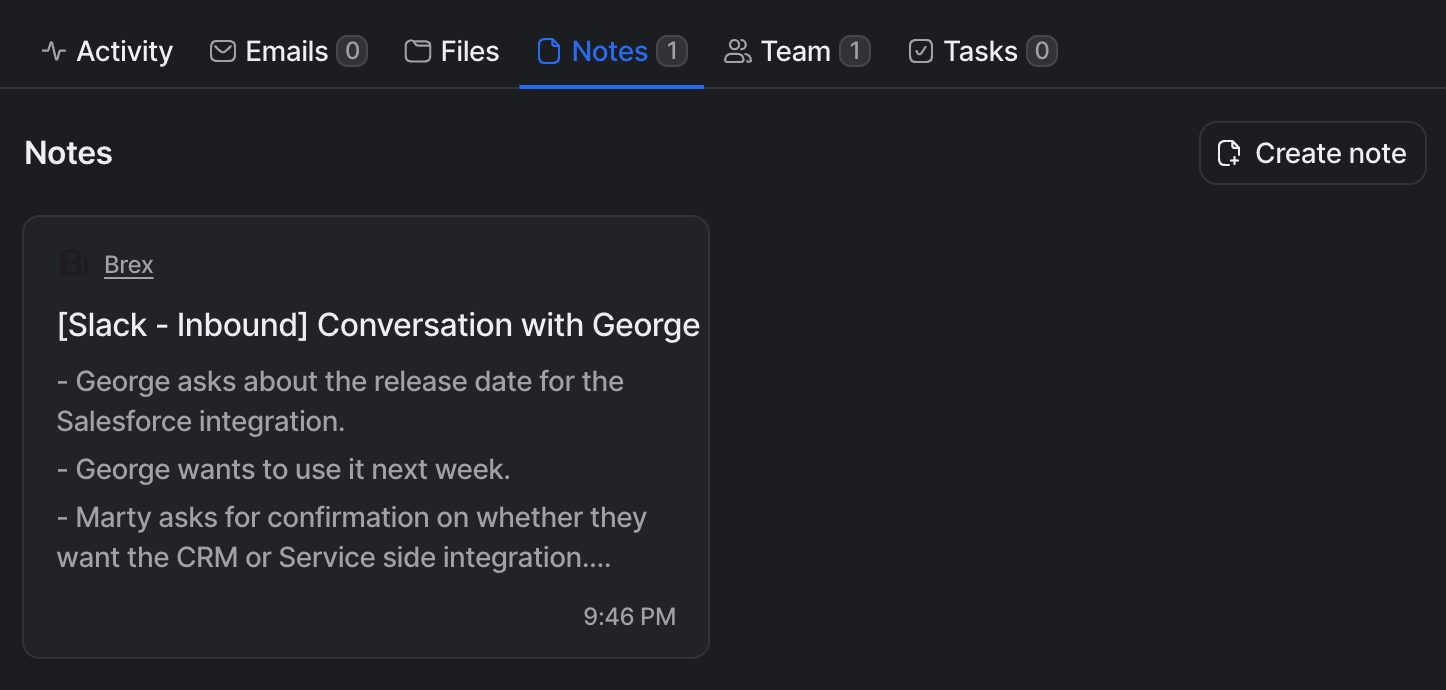 Activity Emails 0 Files Notes 1 Team 1 Tasks 0
Notes
Create note
Brex
[Slack - Inbound] Conversation with George
- George asks about the release date for the
Salesforce integration.
- George wants to use it next week.
- Marty asks for confirmation on whether they
want the CRM or Service side integration....
9:46 PM